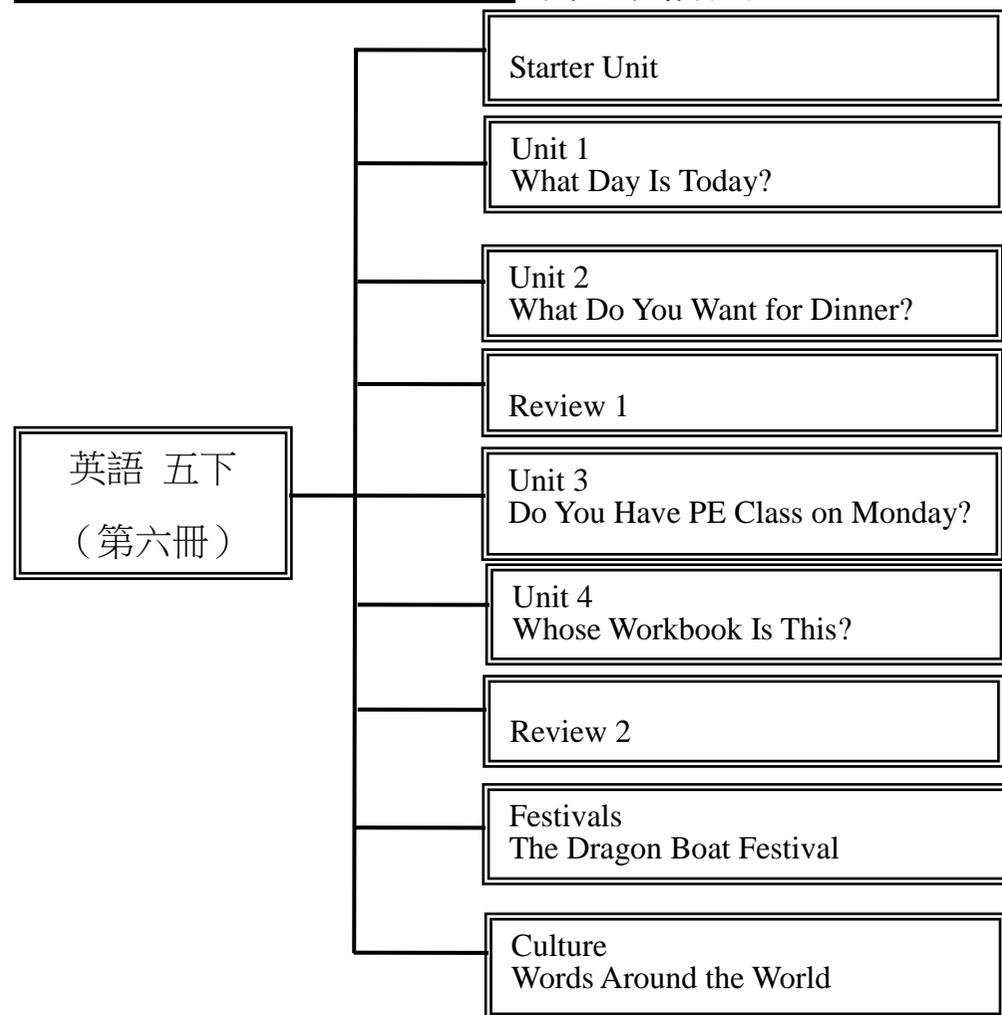 英語 五下
（第六冊）
Starter Unit
Unit 1
What Day Is Today?
Unit 2
What Do You Want for Dinner?
Review 1
Unit 3
Do You Have PE Class on Monday?
Unit 4
Whose Workbook Is This?
Review 2
Festivals
The Dragon Boat Festival
Culture
Words Around the World